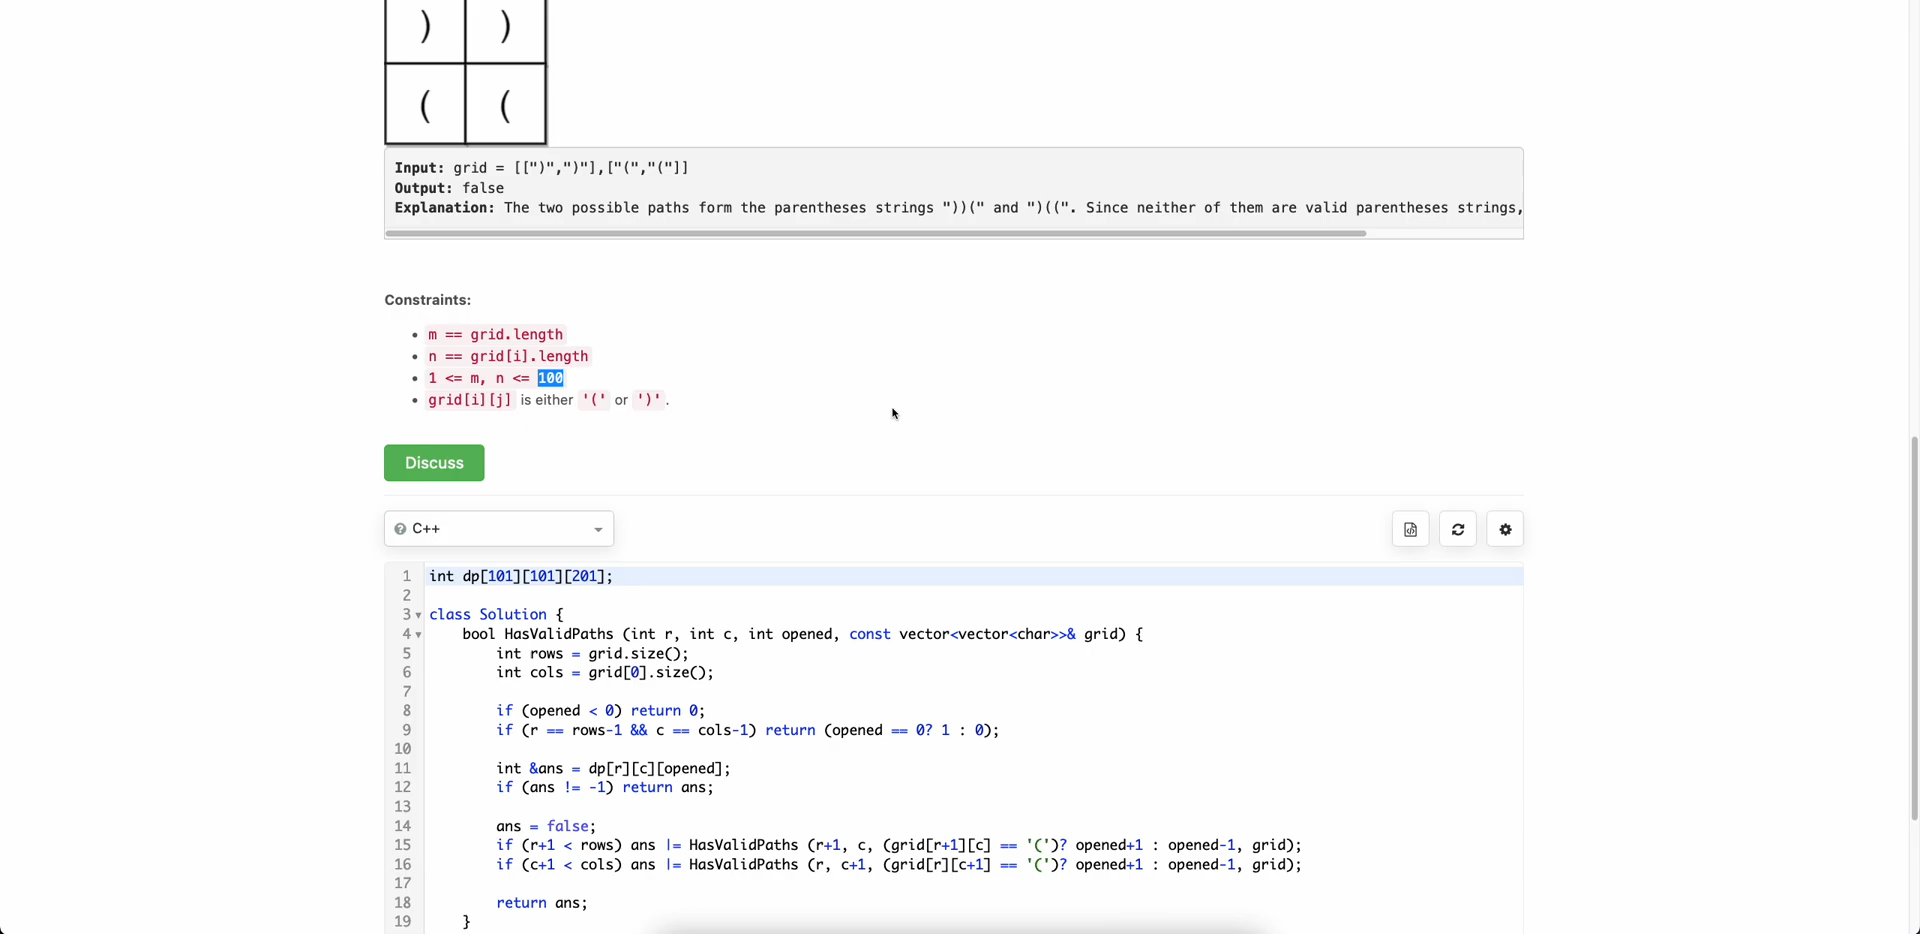 ) )
( (
Input: grid = [[")",")"],["(","("]]
Output: false
Explanation: The two possible paths form the parentheses strings "))(" and ")((". Since neither of them are valid parentheses strings,
Constraints:
• m == grid.length
• n == grid[i].length
• 1 <= m, n <= 100
• grid[i][j] is either '(' or ')'.
Discuss
C++
1 int dp[101][101][201];
2
3 class Solution {
4     bool HasValidPaths (int r, int c, int opened, const vector<vector<char>>& grid) {
5         int rows = grid.size();
6         int cols = grid[0].size();
7
8         if (opened < 0) return 0;
9         if (r == rows-1 && c == cols-1) return (opened == 0? 1 : 0);
10
11         int &ans = dp[r][c][opened];
12         if (ans != -1) return ans;
13
14         ans = false;
15         if (r+1 < rows) ans |= HasValidPaths (r+1, c, (grid[r+1][c] == '(')? opened+1 : opened-1, grid);
16         if (c+1 < cols) ans |= HasValidPaths (r, c+1, (grid[r][c+1] == '(')? opened+1 : opened-1, grid);
17
18         return ans;
19     }